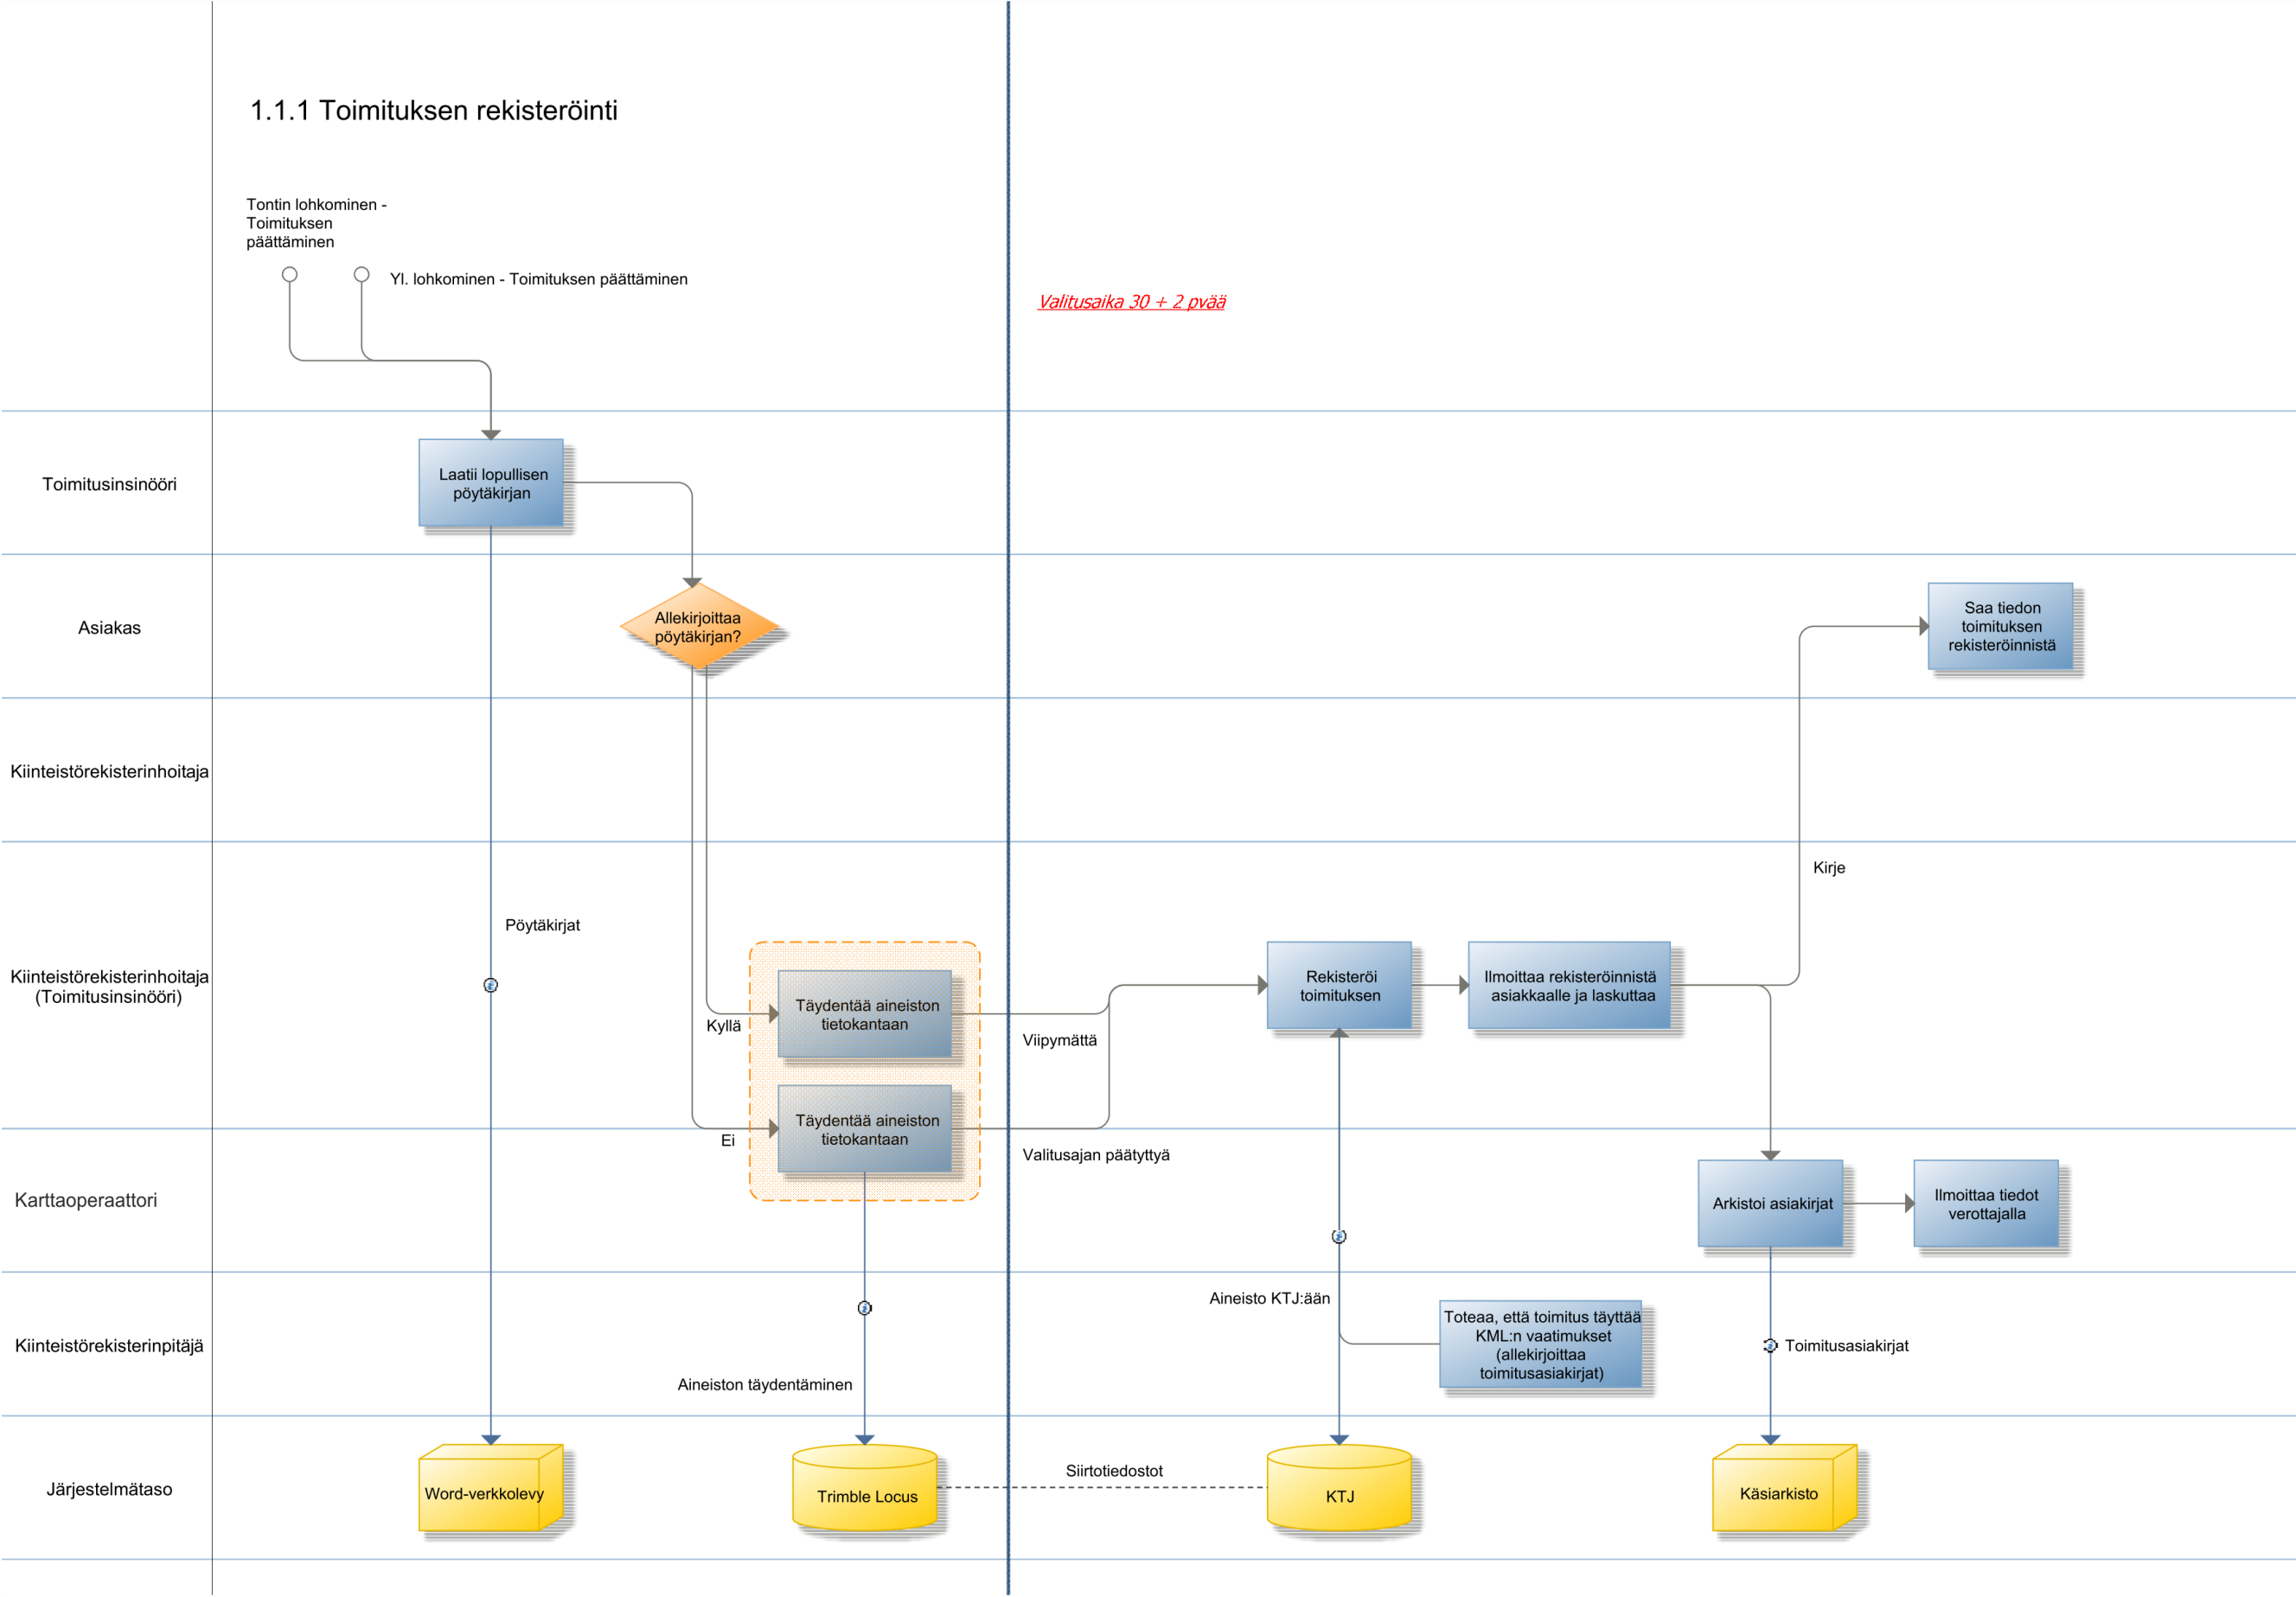 1.1.1 Toimituksen rekisteröinti
Tontin lohkominen -
Toimituksen
päättäminen
Yl. lohkominen - Toimituksen päättäminen
Valitusaika 30 + 2 pvää
Toimitusinsinööri
Laatii lopullisen
pöytäkirjan
Asiakas
Allekirjoittaa
pöytäkirjan?
Saa tiedon
toimituksen
rekisteröinnistä
Kiinteistörekisterinhoitaja
Kirje
Pöytäkirjat
Kiinteistörekisterinhoitaja
(Toimitusinsinööri)
Kyllä
Täydentää aineiston
tietokantaan
Viipymättä
Rekisteröi
toimituksen
Ilmoittaa rekisteröinnistä
asiakkaalle ja laskuttaa
Ei
Täydentää aineiston
tietokantaan
Valitusajan päätyttyä
Karttaoperaattori
Arkistoi asiakirjat
Ilmoittaa tiedot
verottajalla
Aineisto KTJ:ään
Kiinteistörekisterinpitäjä
Toteaa, että toimitus täyttää
KML:n vaatimukset
(allekirjoittaa
toimitusasiakirjat)
Toimitusasiakirjat
Aineiston täydentäminen
Järjestelmätaso
Word-verkkolevy
Trimble Locus
Siirtotiedostot
KTJ
Käsiarkisto